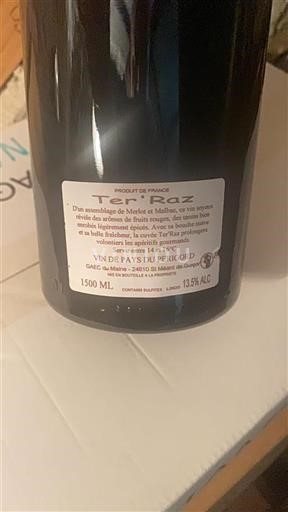 PRODUIT DE FRANCE
Ter'Raz
D'un assemblage de Merlot et Malbec, ce vin soyeux
révèle des arômes de fruits rouges, des tanins bien
enrobés légèrement épicés. Avec sa bouche suave
et sa belle fraîcheur, la cuvée Ter'Raz prolongera
volontiers les apéritifs gourmands.
Servir entre 14 et 16°C
VIN DE PAYS DU PERIGORD
GAEC du Maine - 24610 St Méard de Gurçon
MIS EN BOUTEILLE A LA PROPRIETE
1500 ML
CONTAINS SULFITES
13.5% ALC